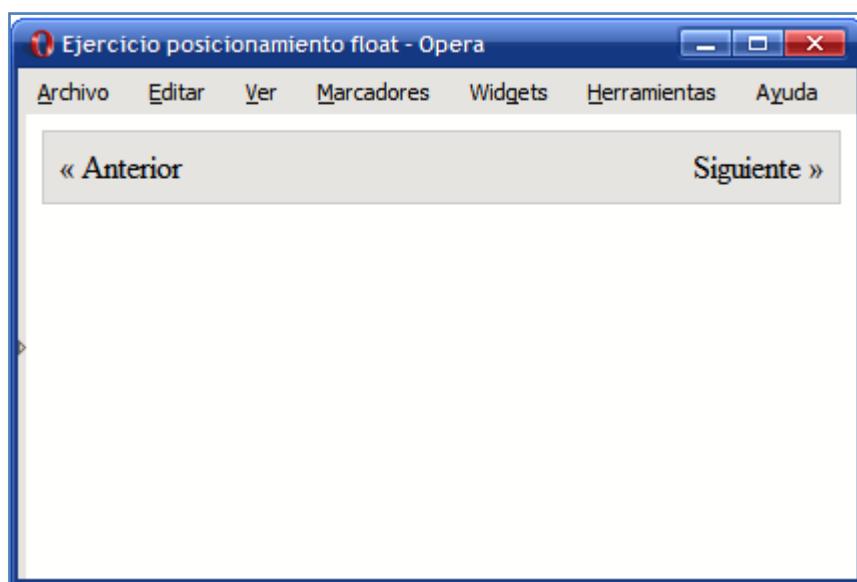 Ejercicio posicionamiento float - Opera
Archivo Editar Ver Marcadores Widgets Herramientas Ayuda
« Anterior Siguiente »